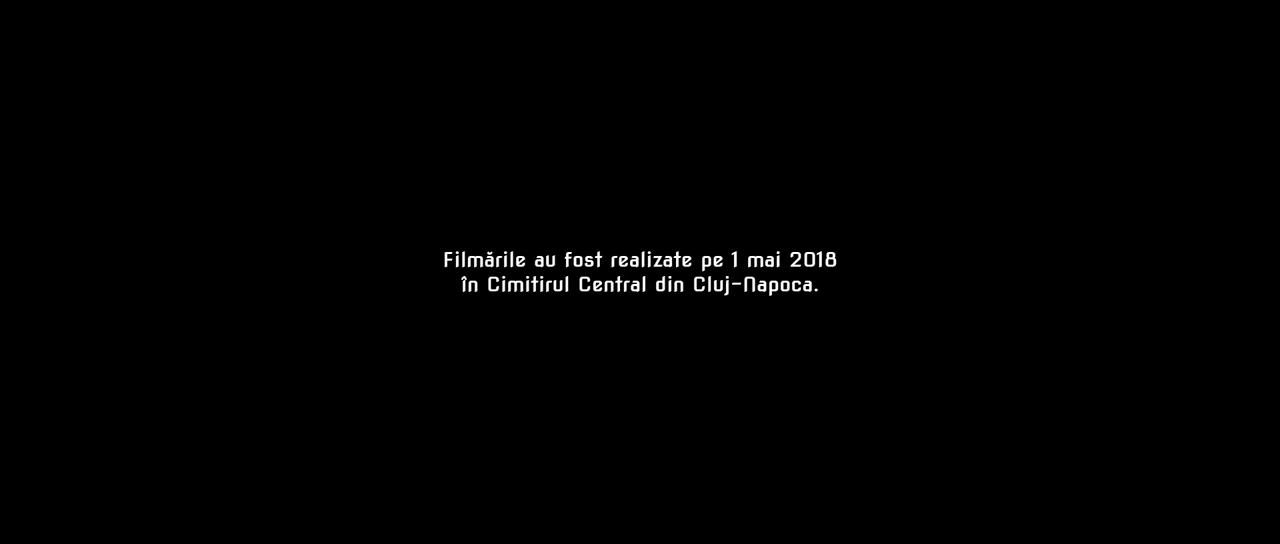 Filmările au fost realizate pe 1 mai 2018
în Cimitirul Central din Cluj-Napoca.